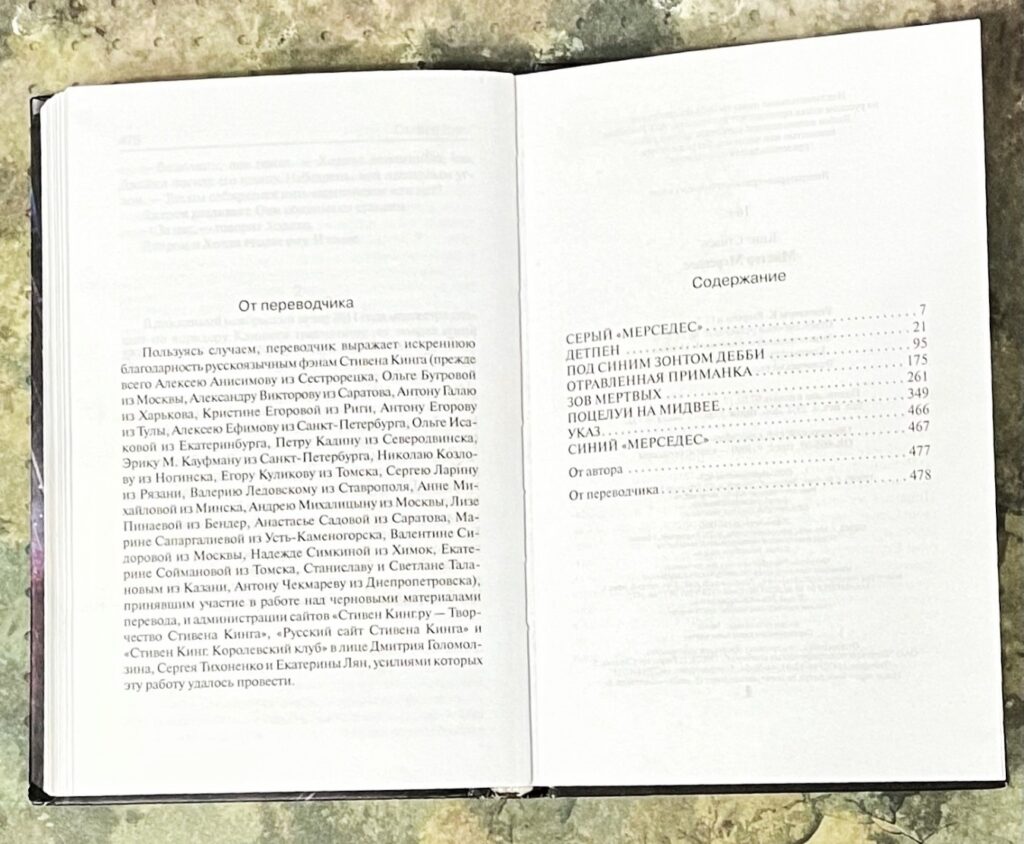 От переводчика
Пользуясь случаем, переводчик выражает искреннюю
благодарность русскоязычным фэнам Стивена Кинга (прежде
всего Алексею Анисимову из Сестрорецка, Ольге Бутровой
из Москвы, Александру Викторову из Саратова, Антону Галаю
из Харькова, Кристине Егоровой из Риги, Антону Егорову
из Тулы, Алексею Ефимову из Санкт-Петербурга, Ольге Иса-
ковой из Екатеринбурга, Петру Кадину из Северодвинска,
Эрику М. Кауфману из Санкт-Петербурга, Николаю Козло-
ву из Ногинска, Егору Куликову из Томска, Сергею Ларину
из Рязани, Валерию Ледовскому из Ставрополя, Анне Ми-
хайловой из Минска, Андрею Михалицыну из Москвы, Лизе
Пинаевой из Бендер, Анастасье Садовой из Саратова, Ма-
рине Сапаргалиевой из Усть-Каменогорска, Валентине Си-
доровой из Москвы, Надежде Симкиной из Химок, Екате-
рине Соймановой из Томска, Станиславу и Светлане Тала-
новым из Казани, Антону Чекмареву из Днепропетровска),
принявшим участие в работе над черновыми материалами
перевода, и администрации сайтов «Стивен Кинг.ру — Твор-
чество Стивена Кинга», «Русский сайт Стивена Кинга» и
«Стивен Кинг. Королевский клуб» в лице Дмитрия Голомол-
зина, Сергея Тихоненко и Екатерины Лян, усилиями которых
эту работу удалось провести.
Содержание
СЕРЫЙ «МЕРСЕДЕС» . . . . . . . . . . . . . . . . . . . . 7
ДЕТПЕН . . . . . . . . . . . . . . . . . . . . 21
ПОД СИНИМ ЗОНТОМ ДЕББИ . . . . . . . . . . . . . . . . 95
ОТРАВЛЕННАЯ ПРИМАНКА . . . . . . . . . . . . . . . . 175
ЗОВ МЕРТВЫХ . . . . . . . . . . . . . . . . . . . . 261
ПОЦЕЛУИ НА МИДВЕЕ . . . . . . . . . . . . . . . . . . 349
УКАЗ . . . . . . . . . . . . . . . . . . . . 466
СИНИЙ «МЕРСЕДЕС» . . . . . . . . . . . . . . . . . . 467
От автора . . . . . . . . . . . . . . . . . . . . 477
От переводчика . . . . . . . . . . . . . . . . . . . . 478